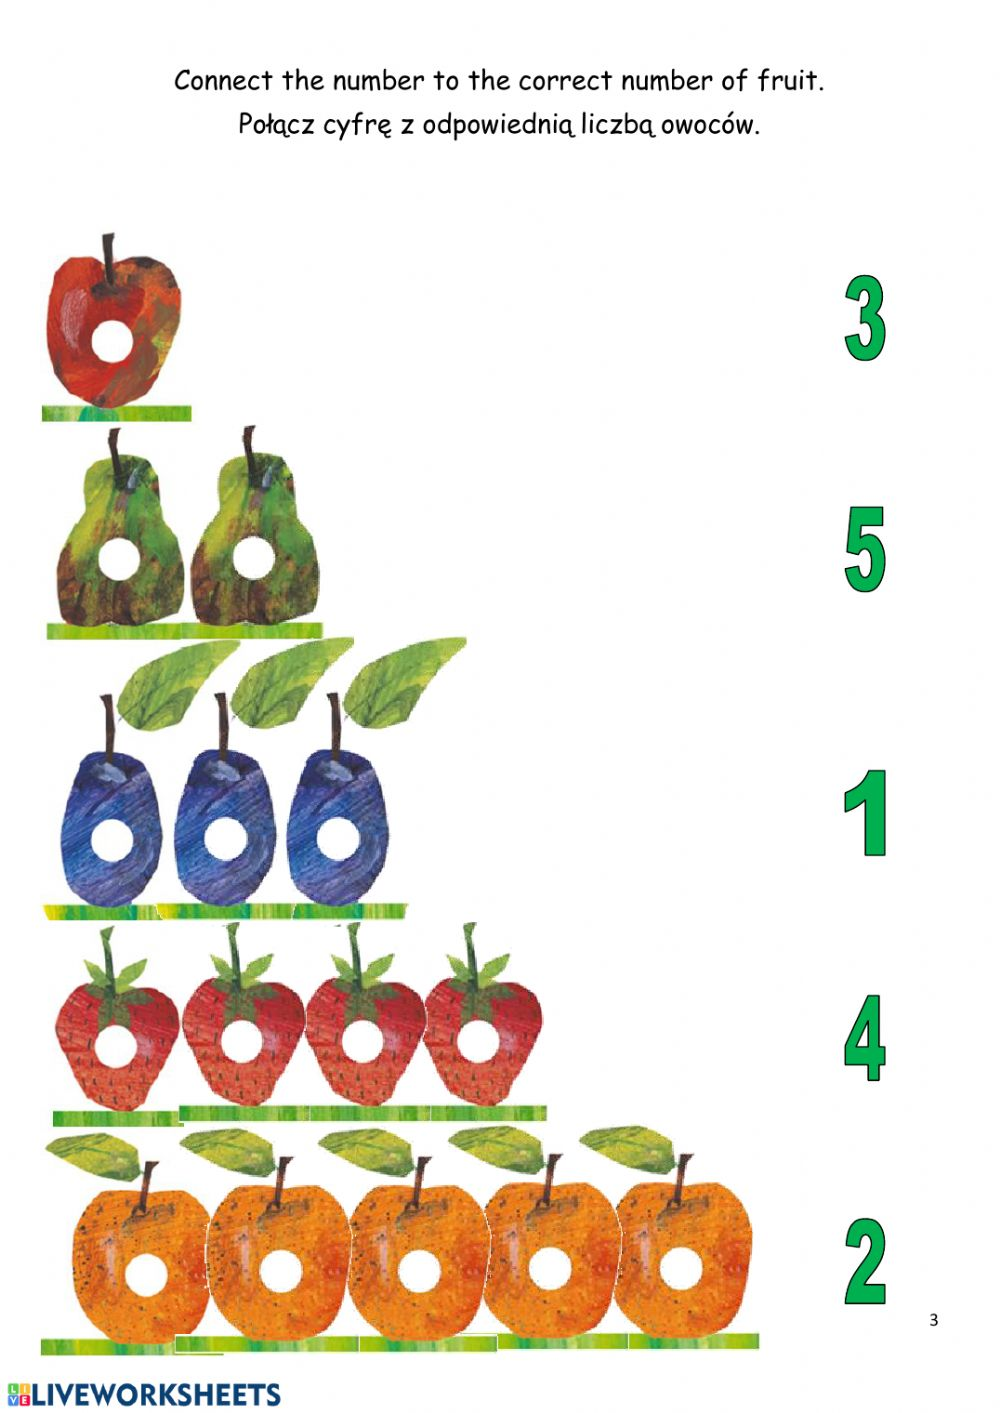 Connect the number to the correct number of fruit.
Połącz cyfrę z odpowiednią liczbą owoców.
3
5
1
4
2
3
LIVE LIVEWORKSHEETS